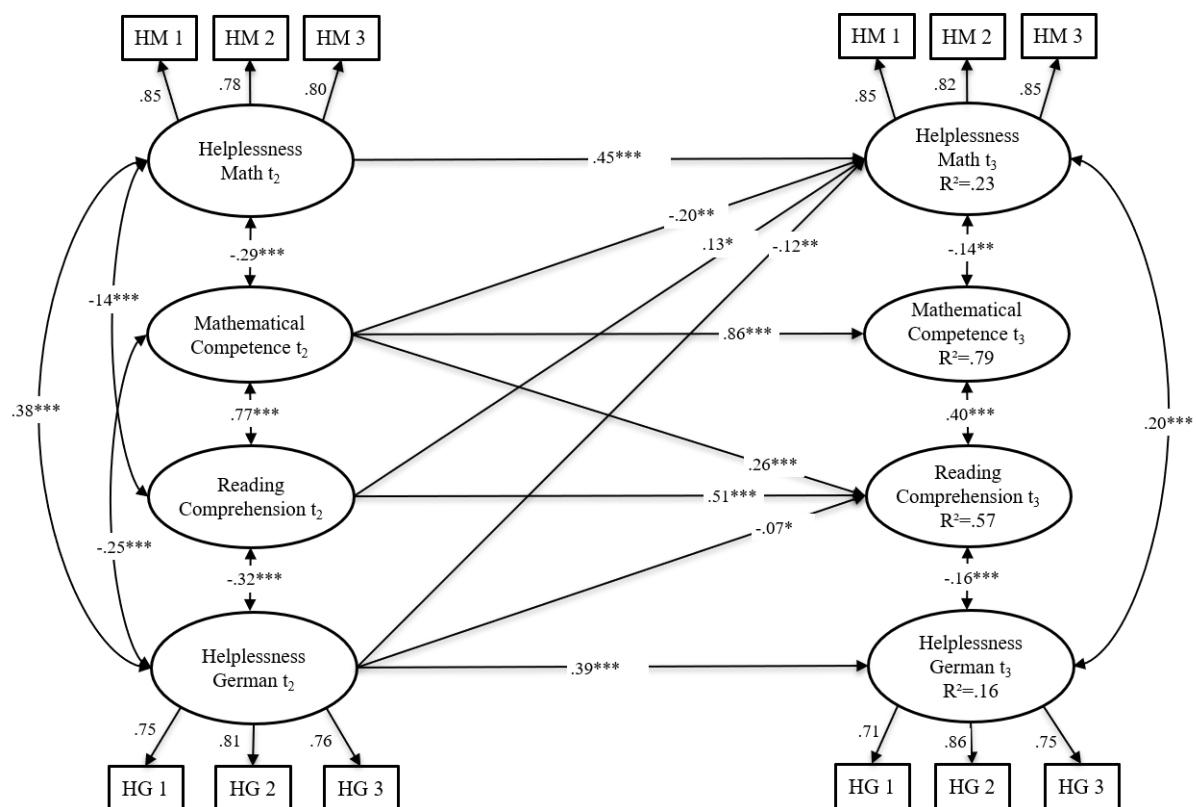 HM 1 HM 2 HM 3 HM 1 HM 2 HM 3
.85 .78 .80 .85 .82 .85
Helplessness
Math t₂
.45***
Helplessness
Math t₃
R²=.23
-.29***
-.20**
.13*
-.12**
-.14**
-14***
Mathematical
Competence t₂
.86***
Mathematical
Competence t₃
R²=.79
.38***
.77***
.40***
.20***
.26***
Reading
Comprehension t₂
.51***
Reading
Comprehension t₃
R²=.57
-.25***
-.07*
-.32***
-.16***
Helplessness
German t₂
.39***
Helplessness
German t₃
R²=.16
.75 .81 .76 .71 .86 .75
HG 1 HG 2 HG 3 HG 1 HG 2 HG 3